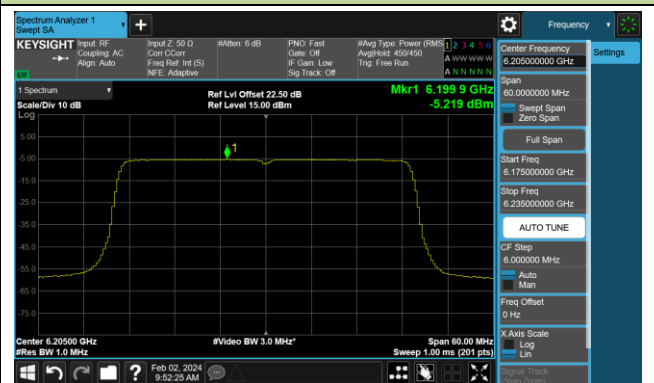 Spectrum Analyzer 1
Swept SA
Frequency
KEYSIGHT
Input: RF
Coupling: AC
Align: Auto
Input Z: 50 Ω
Corr CCorr
Freq Ref: Int (S)
NFE: Adaptive
#Atten: 6 dB
PNO: Fast
Gate: Off
IF Gain: Low
Sig Track: Off
#Avg Type: Power (RMS
Avg|Hold: 450/450
Trig: Free Run
1 2 3 4 5 6
A W W W W W
A N N N N N
Center Frequency
6.205000000 GHz
Settings
Span
60.0000000 MHz
Swept Span
Zero Span
Full Span
Start Freq
6.175000000 GHz
Stop Freq
6.235000000 GHz
AUTO TUNE
CF Step
6.000000 MHz
Auto
Man
Freq Offset
0 Hz
X Axis Scale
Log
Lin
Signal Track
1 Spectrum
Scale/Div 10 dB
Log
Ref Lvl Offset 22.50 dB
Ref Level 15.00 dBm
Mkr1 6.199 9 GHz
-5.219 dBm
1
5.00
-5.00
-15.0
-25.0
-35.0
-45.0
-55.0
-65.0
-75.0
Center 6.20500 GHz
#Res BW 1.0 MHz
#Video BW 3.0 MHz*
Span 60.00 MHz
Sweep 1.00 ms (201 pts)
Feb 02, 2024
9:52:25 AM